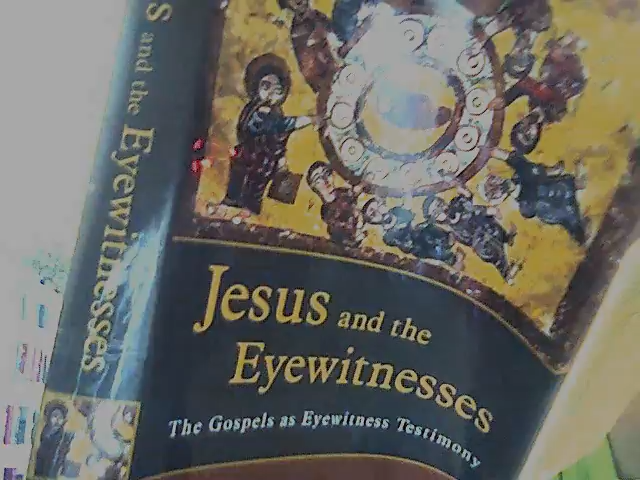 S and the Eyewitnesses
Jesus and the
Eyewitnesses
The Gospels as Eyewitness Testimony